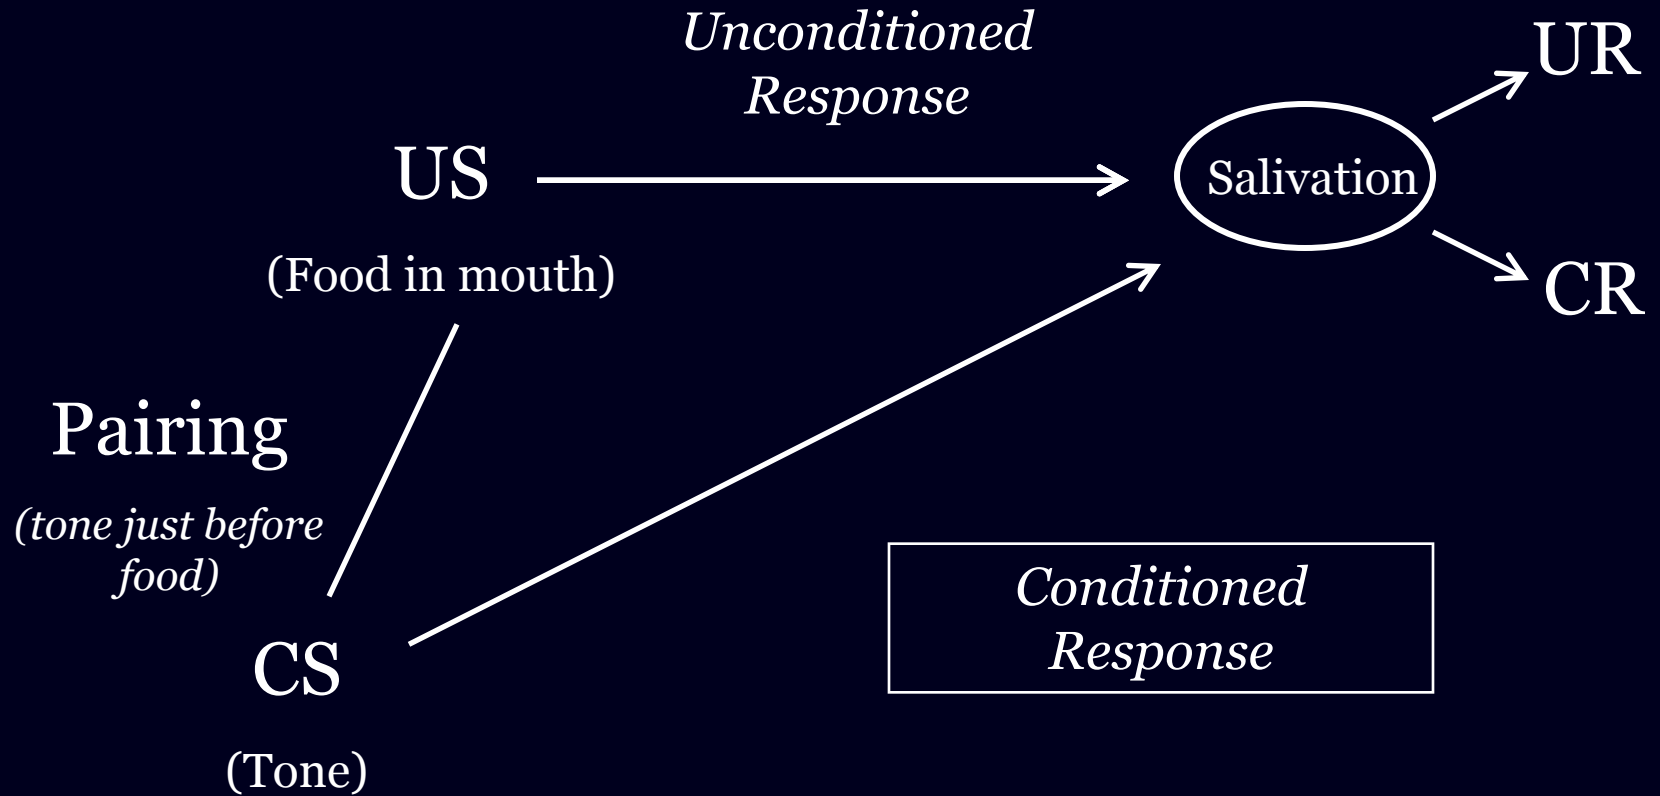 Unconditioned
Response
UR
US
Salivation
(Food in mouth)
CR
Pairing
(tone just before
food)
Conditioned
Response
CS
(Tone)